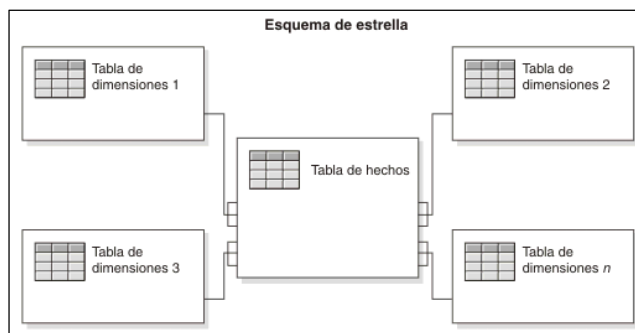 Esquema de estrella
Tabla de
dimensiones 1
Tabla de
dimensiones 2
Tabla de hechos
Tabla de
dimensiones 3
Tabla de
dimensiones n